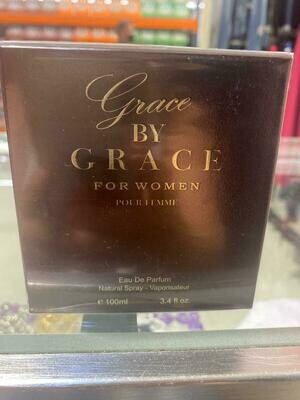 Grace
BY
GRACE
FOR WOMEN
POUR FEMME
Eau De Parfum
Natural Spray - Vaporisateur
e 100ml 3.4 fl.oz.